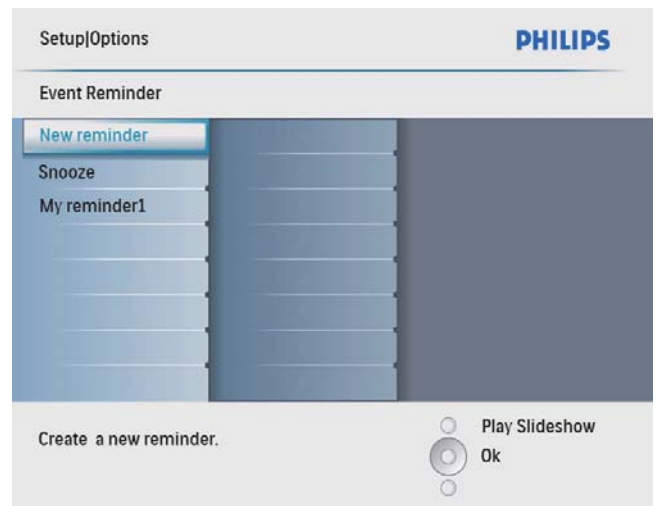 Setup|Options
PHILIPS
Event Reminder
New reminder
Snooze
My reminder1
Create a new reminder.
Play Slideshow
Ok